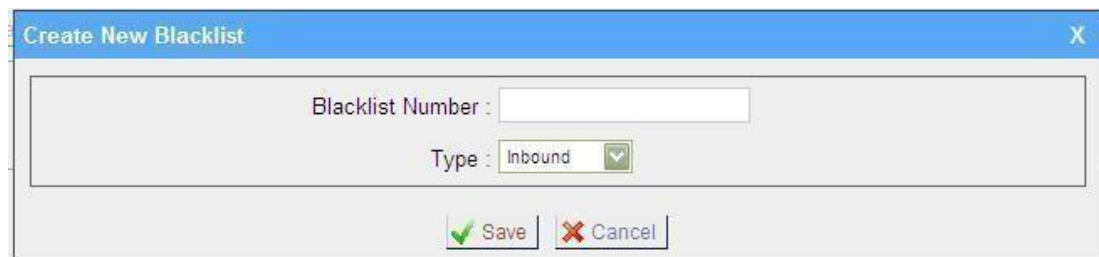 Create New Blacklist X
Blacklist Number :
Type : Inbound
Save Cancel